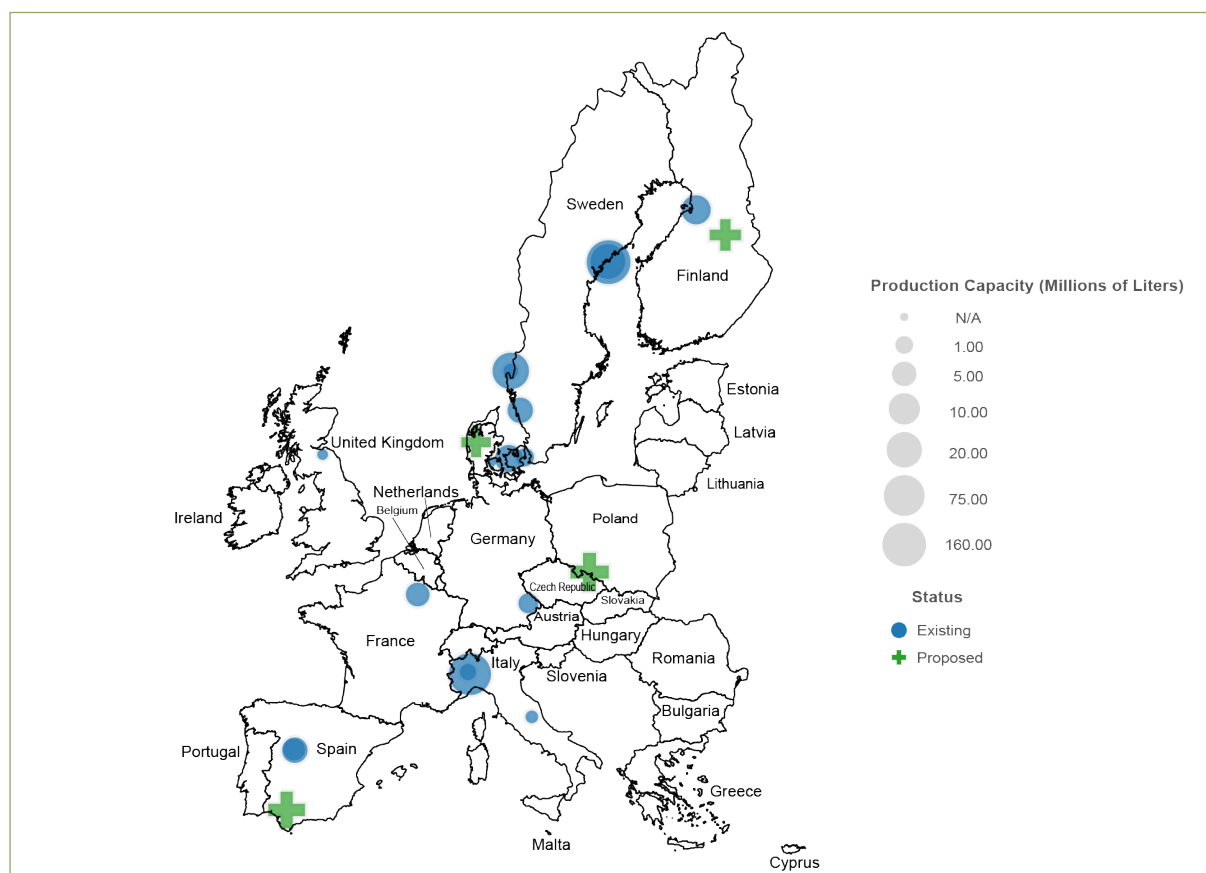 Sweden
Finland
Production Capacity (Millions of Liters)
N/A
1.00
5.00
10.00
20.00
75.00
160.00
Status
Existing
Proposed
Estonia
Latvia
Lithuania
United Kingdom
Netherlands
Belgium
Ireland
Germany
Poland
Czech Republic
Slovakia
Austria
Hungary
France
Italy
Slovenia
Romania
Bulgaria
Portugal
Spain
Greece
Malta
Cyprus